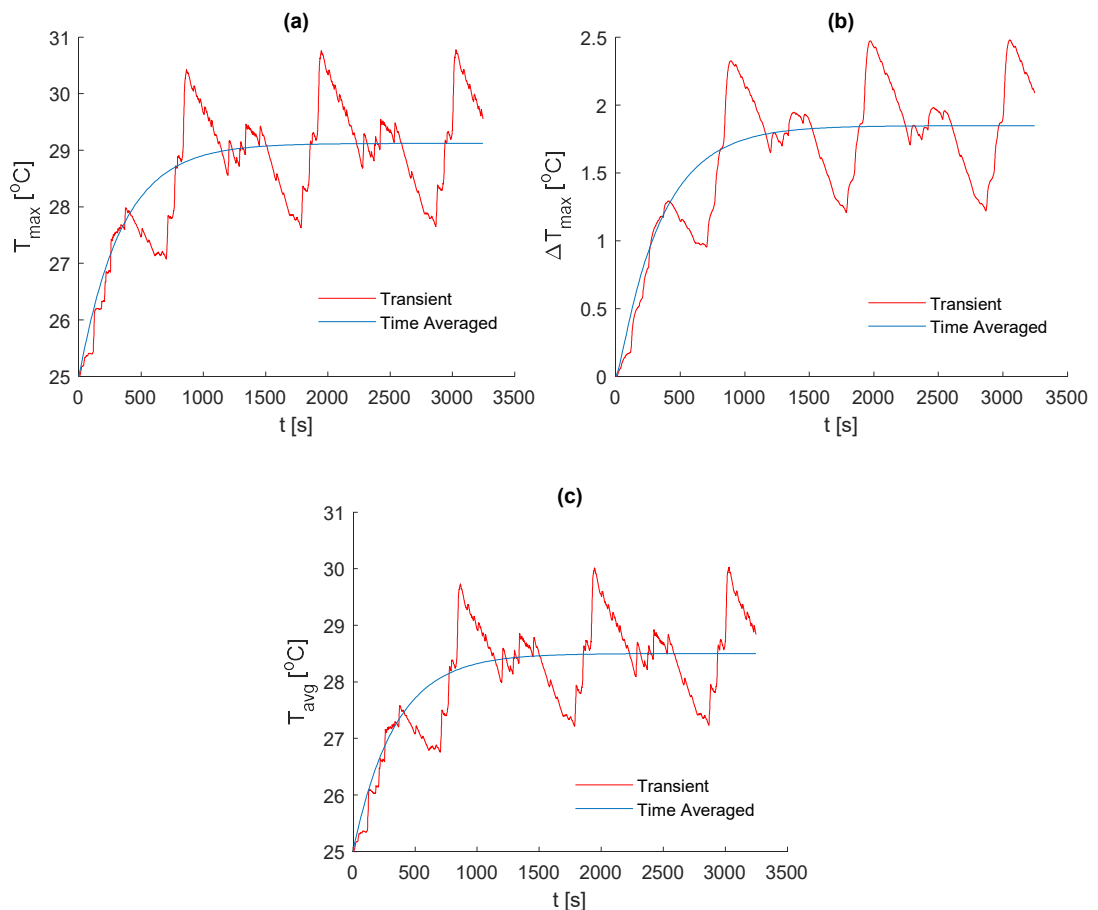 (a)
31
30
29
28
27
26
25
T_max [°C]
0 500 1000 1500 2000 2500 3000 3500
t [s]
Transient
Time Averaged
(b)
2.5
2
1.5
1
0.5
0
ΔT_max [°C]
0 500 1000 1500 2000 2500 3000 3500
t [s]
Transient
Time Averaged
(c)
31
30
29
28
27
26
25
T_avg [°C]
0 500 1000 1500 2000 2500 3000 3500
t [s]
Transient
Time Averaged